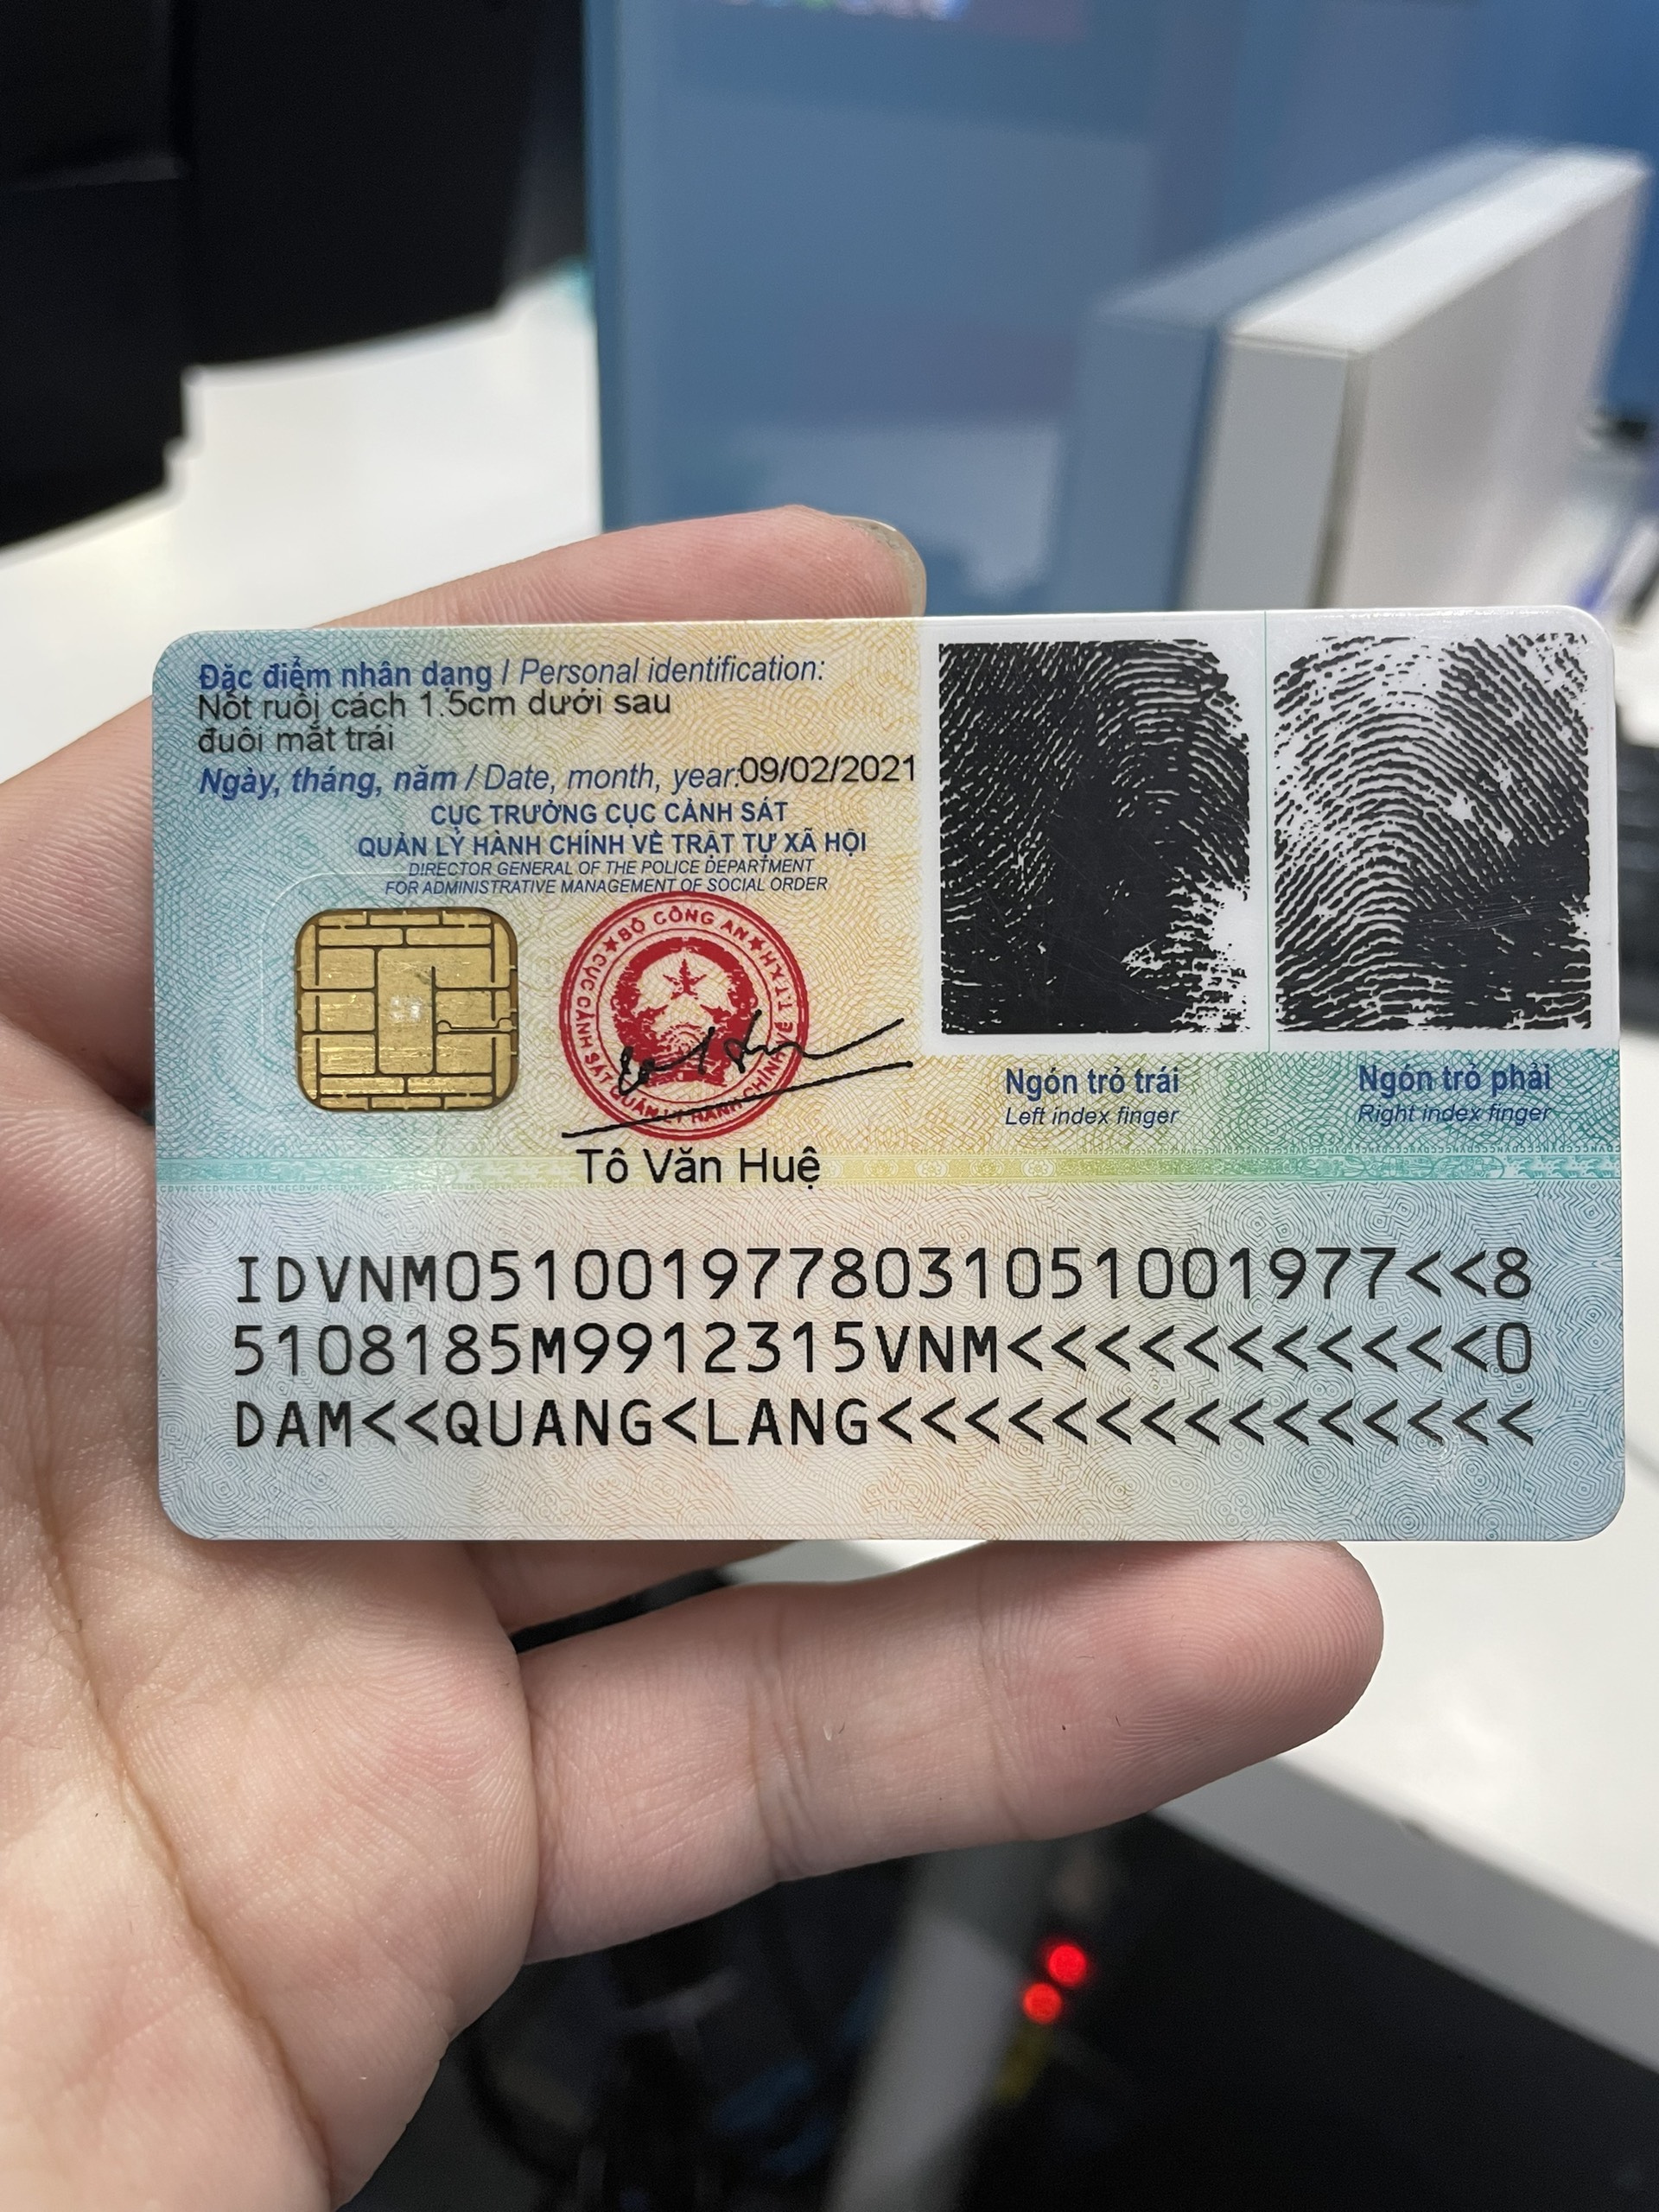 Đặc điểm nhân dạng / Personal identification:
Nốt ruồi cách 1.5cm dưới sau
đuôi mắt trái
Ngày, tháng, năm / Date, month, year: 09/02/2021
CỤC TRƯỞNG CỤC CẢNH SÁT
QUẢN LÝ HÀNH CHÍNH VỀ TRẬT TỰ XÃ HỘI
DIRECTOR GENERAL OF THE POLICE DEPARTMENT
FOR ADMINISTRATIVE MANAGEMENT OF SOCIAL ORDER
BỘ CÔNG AN
CỤC CẢNH SÁT QUẢN LÝ HÀNH CHÍNH VỀ TTXH
Tô Văn Huệ
Ngón trỏ trái
Left index finger
Ngón trỏ phải
Right index finger
IDVNM0510019778031051001977<<8
5108185M9912315VNM<<<<<<<<<<<0
DAM<<QUANG<LANG<<<<<<<<<<<<<<<